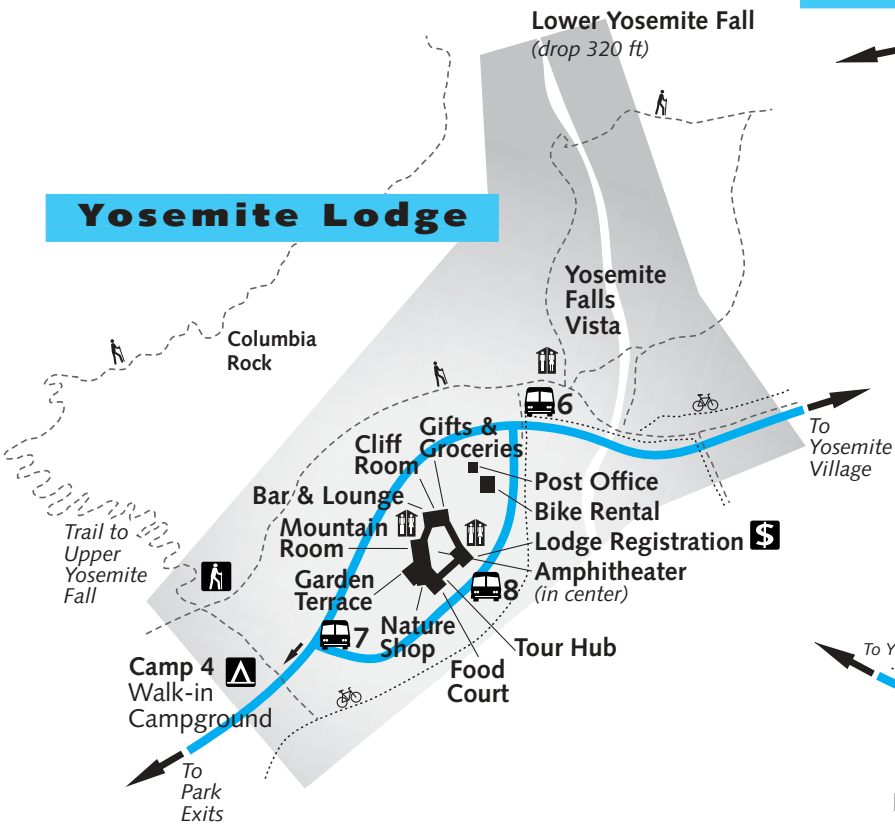 Lower Yosemite Fall
(drop 320 ft)
Yosemite Lodge
Yosemite
Falls
Vista
Columbia
Rock
6
Gifts &
Groceries
Cliff
Room
To
Yosemite
Village
Post Office
Bar & Lounge
Bike Rental
Mountain
Room
Lodge Registration
$
Trail to
Upper
Yosemite
Fall
Amphitheater
(in center)
Garden
Terrace
8
7
Nature
Shop
Tour Hub
Food
Court
Camp 4
Walk-in
Campground
To
Park
Exits
To Y